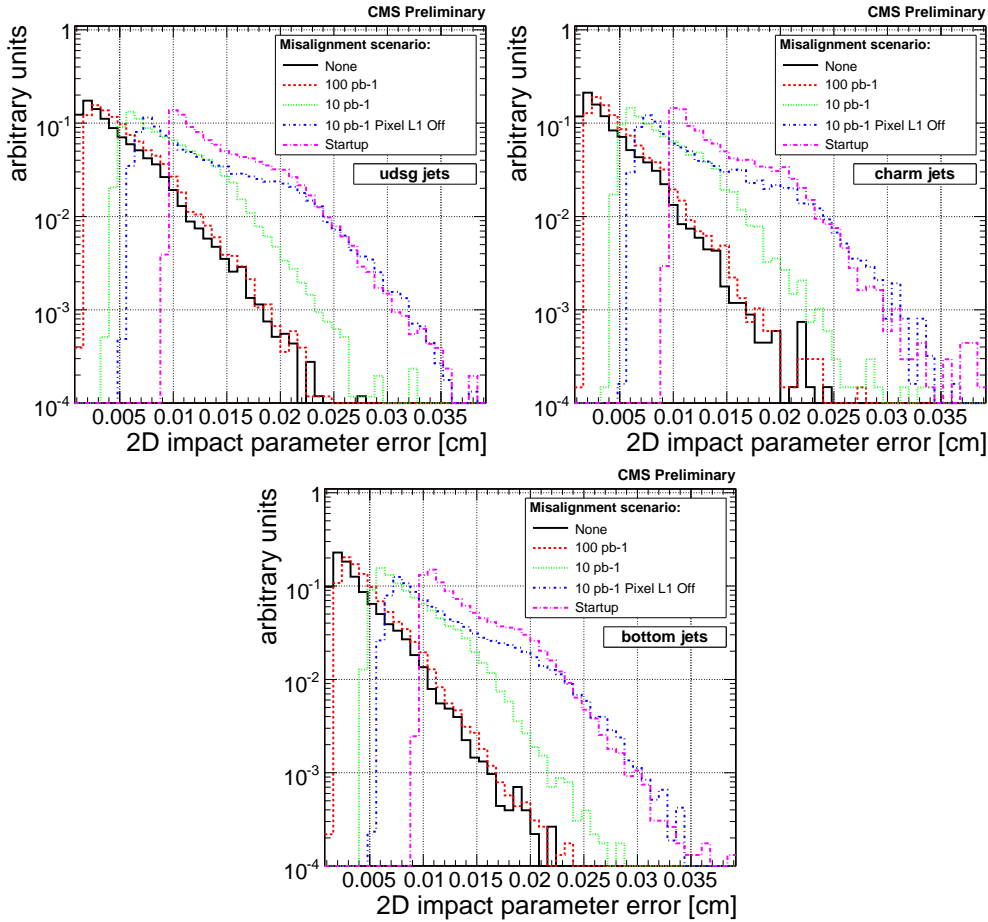 CMS Preliminary
arbitrary units
1
10-1
10-2
10-3
10-4
Misalignment scenario:
None
100 pb-1
10 pb-1
10 pb-1 Pixel L1 Off
Startup
udsg jets
0.005 0.01 0.015 0.02 0.025 0.03 0.035
2D impact parameter error [cm]
CMS Preliminary
arbitrary units
1
10-1
10-2
10-3
10-4
Misalignment scenario:
None
100 pb-1
10 pb-1
10 pb-1 Pixel L1 Off
Startup
charm jets
0.005 0.01 0.015 0.02 0.025 0.03 0.035
2D impact parameter error [cm]
CMS Preliminary
arbitrary units
1
10-1
10-2
10-3
10-4
Misalignment scenario:
None
100 pb-1
10 pb-1
10 pb-1 Pixel L1 Off
Startup
bottom jets
0.005 0.01 0.015 0.02 0.025 0.03 0.035
2D impact parameter error [cm]